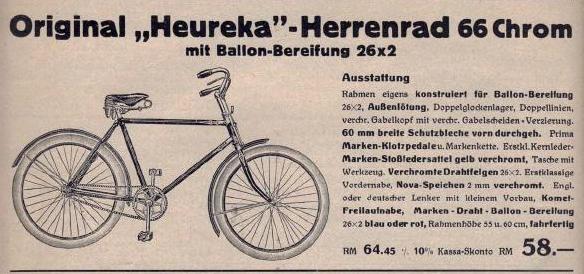 Original „Heureka"-Herrenrad 66 Chrom
mit Ballon-Bereifung 26x2
Ausstattung
Rahmen eigens konstruiert für Ballon-Bereifung
26×2, Außenlötung, Doppelglockenlager, Doppellinien,
verchr. Gabelkopf mit verchr. Gabelscheiden-Verzierung.
60 mm breite Schutzbleche vorn durchgeh. Prima
Marken-Klotzpedale u. Markenkette. Erstkl. Kernleder-
Marken-Stoßledersattel gelb verchromt, Tasche mit
Werkzeug. Verchromte Drahtfelgen 26×2. Erstklassige
Vordernabe, Nova-Speichen 2 mm verchromt. Engl.
oder deutscher Lenker mit kleinem Vorbau, Komet-
Freilaufnabe, Marken-Draht-Ballon-Bereifung
26×2 blau oder rot, Rahmenhöhe 55 u. 60 cm, fahrfertig
RM 64.45 ./. 10% Kassa-Skonto RM 58.—